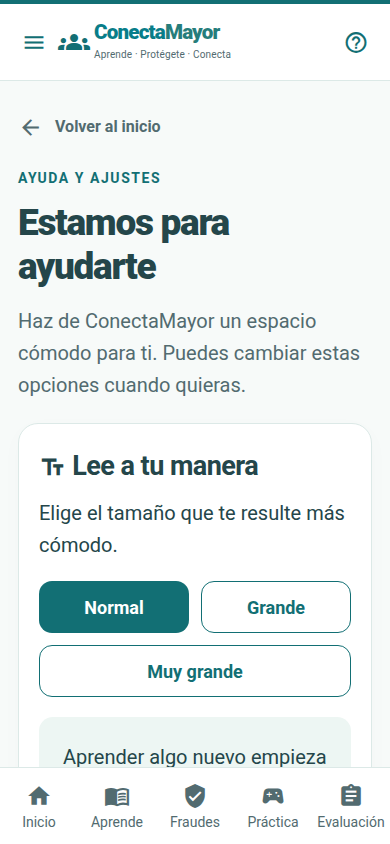 ConectaMayor
Aprende · Protégete · Conecta
Volver al inicio
AYUDA Y AJUSTES
Estamos para
ayudarte
Haz de ConectaMayor un espacio
cómodo para ti. Puedes cambiar estas
opciones cuando quieras.
Lee a tu manera
Elige el tamaño que te resulte más
cómodo.
Normal
Grande
Muy grande
Aprender algo nuevo empieza
Inicio
Aprende
Fraudes
Práctica
Evaluación